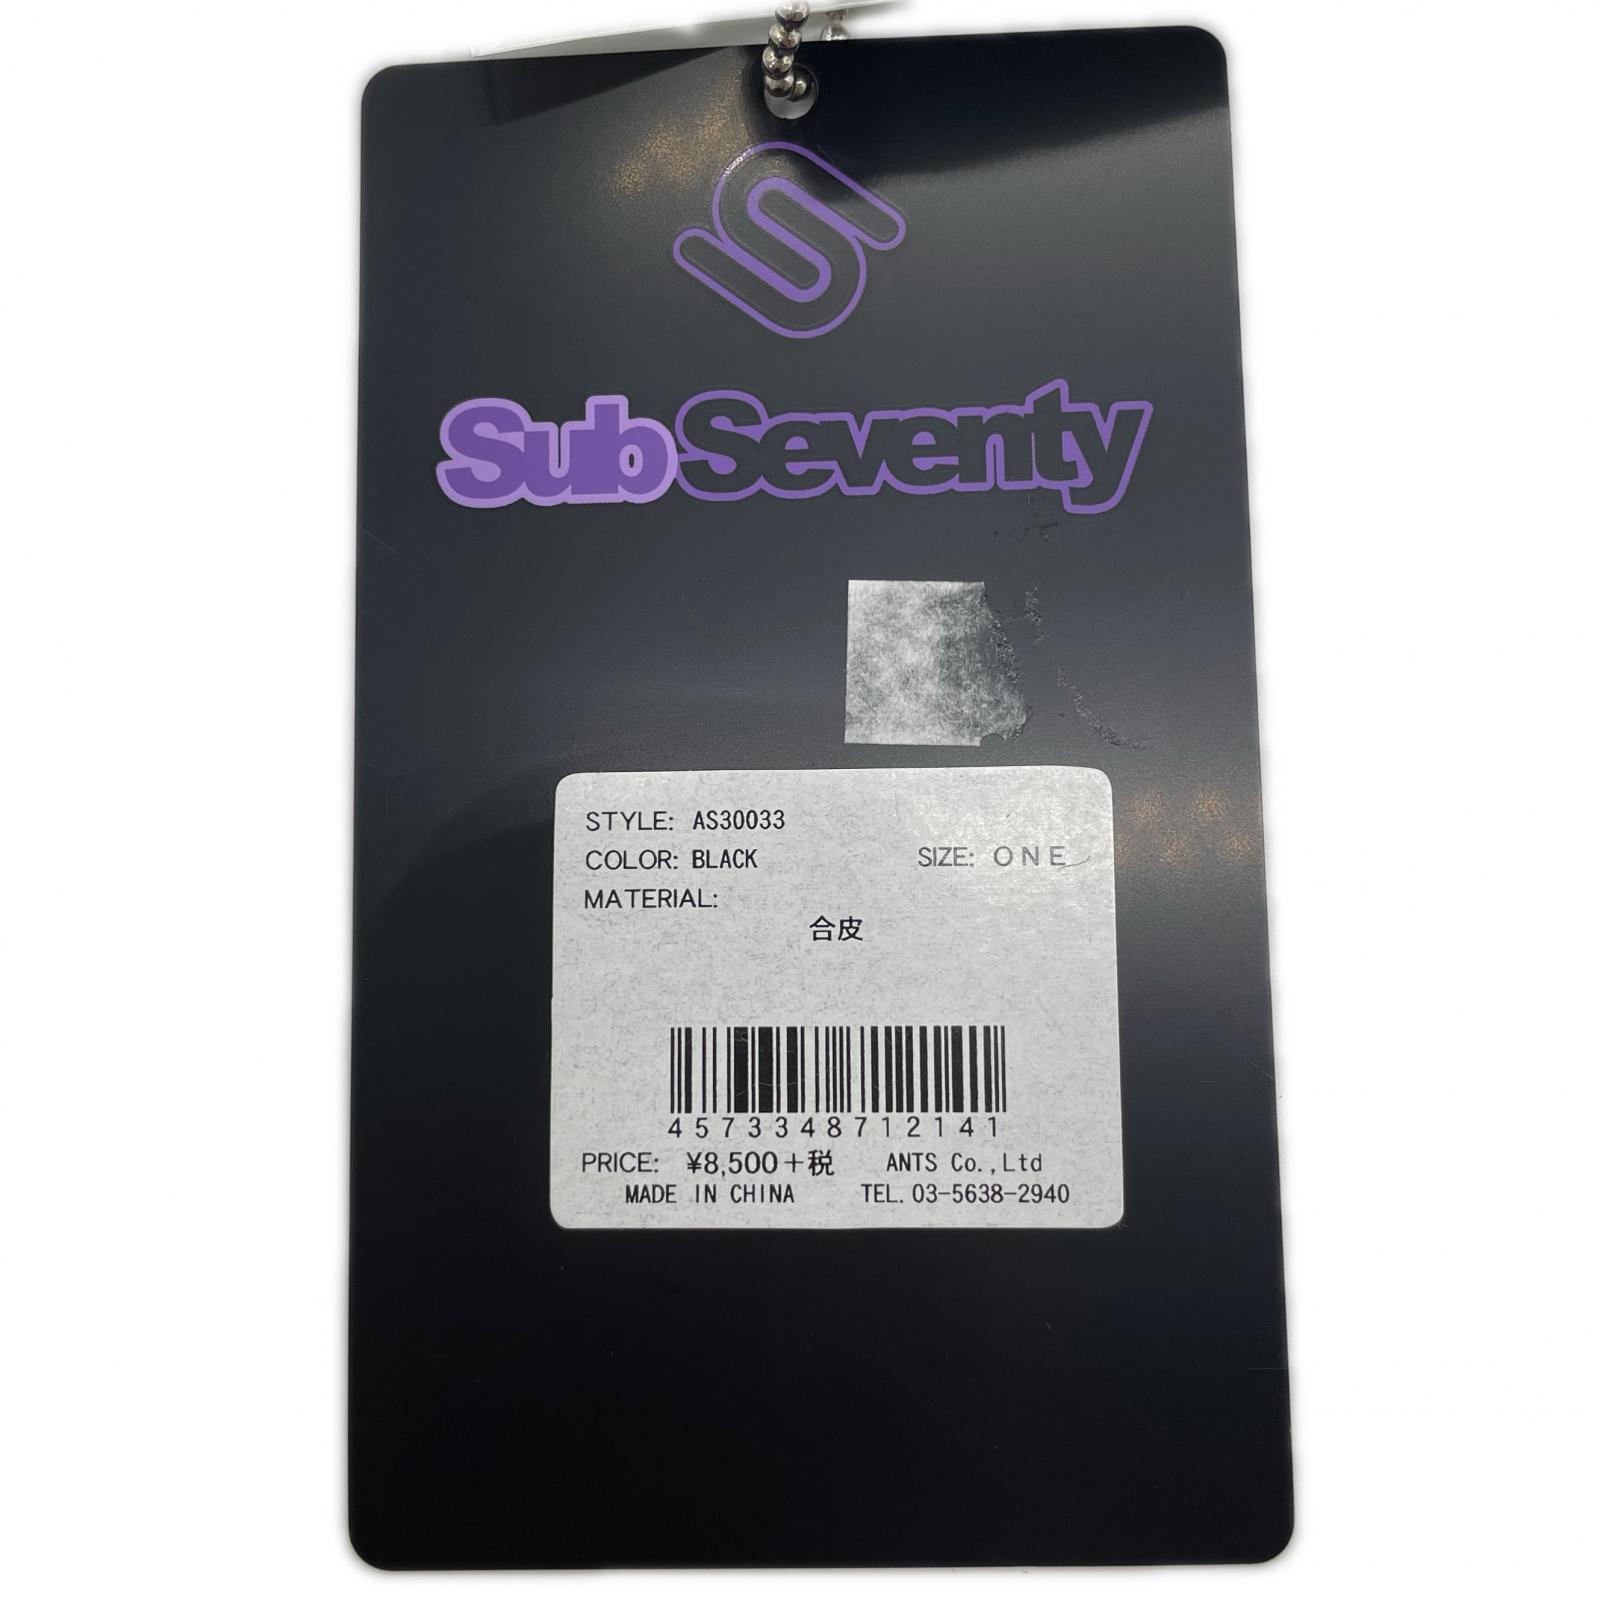 Sub Seventy
STYLE: AS30033
COLOR: BLACK SIZE: ONE
MATERIAL:
合皮
4573348712141
PRICE: ¥8,500+税 ANTS Co.,Ltd
MADE IN CHINA TEL. 03-5638-2940